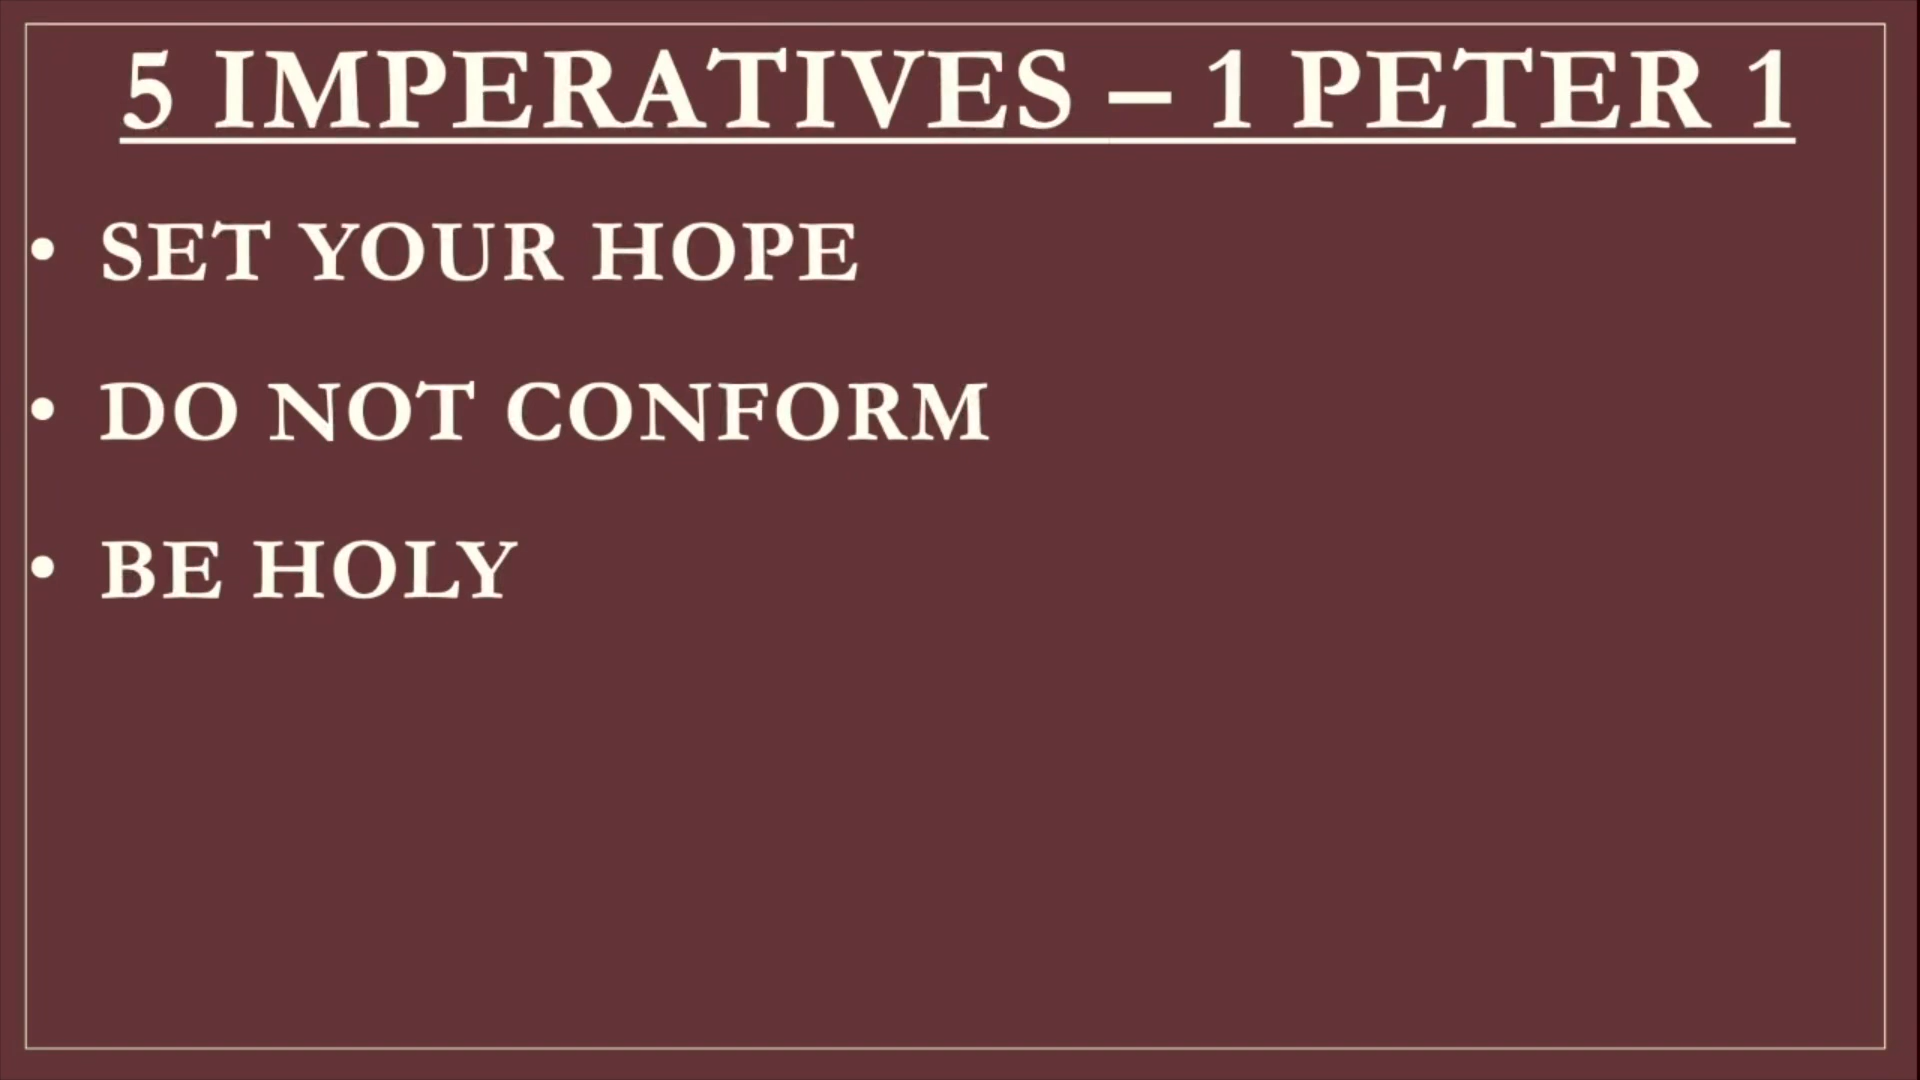 5 IMPERATIVES – 1 PETER 1
• SET YOUR HOPE
• DO NOT CONFORM
• BE HOLY